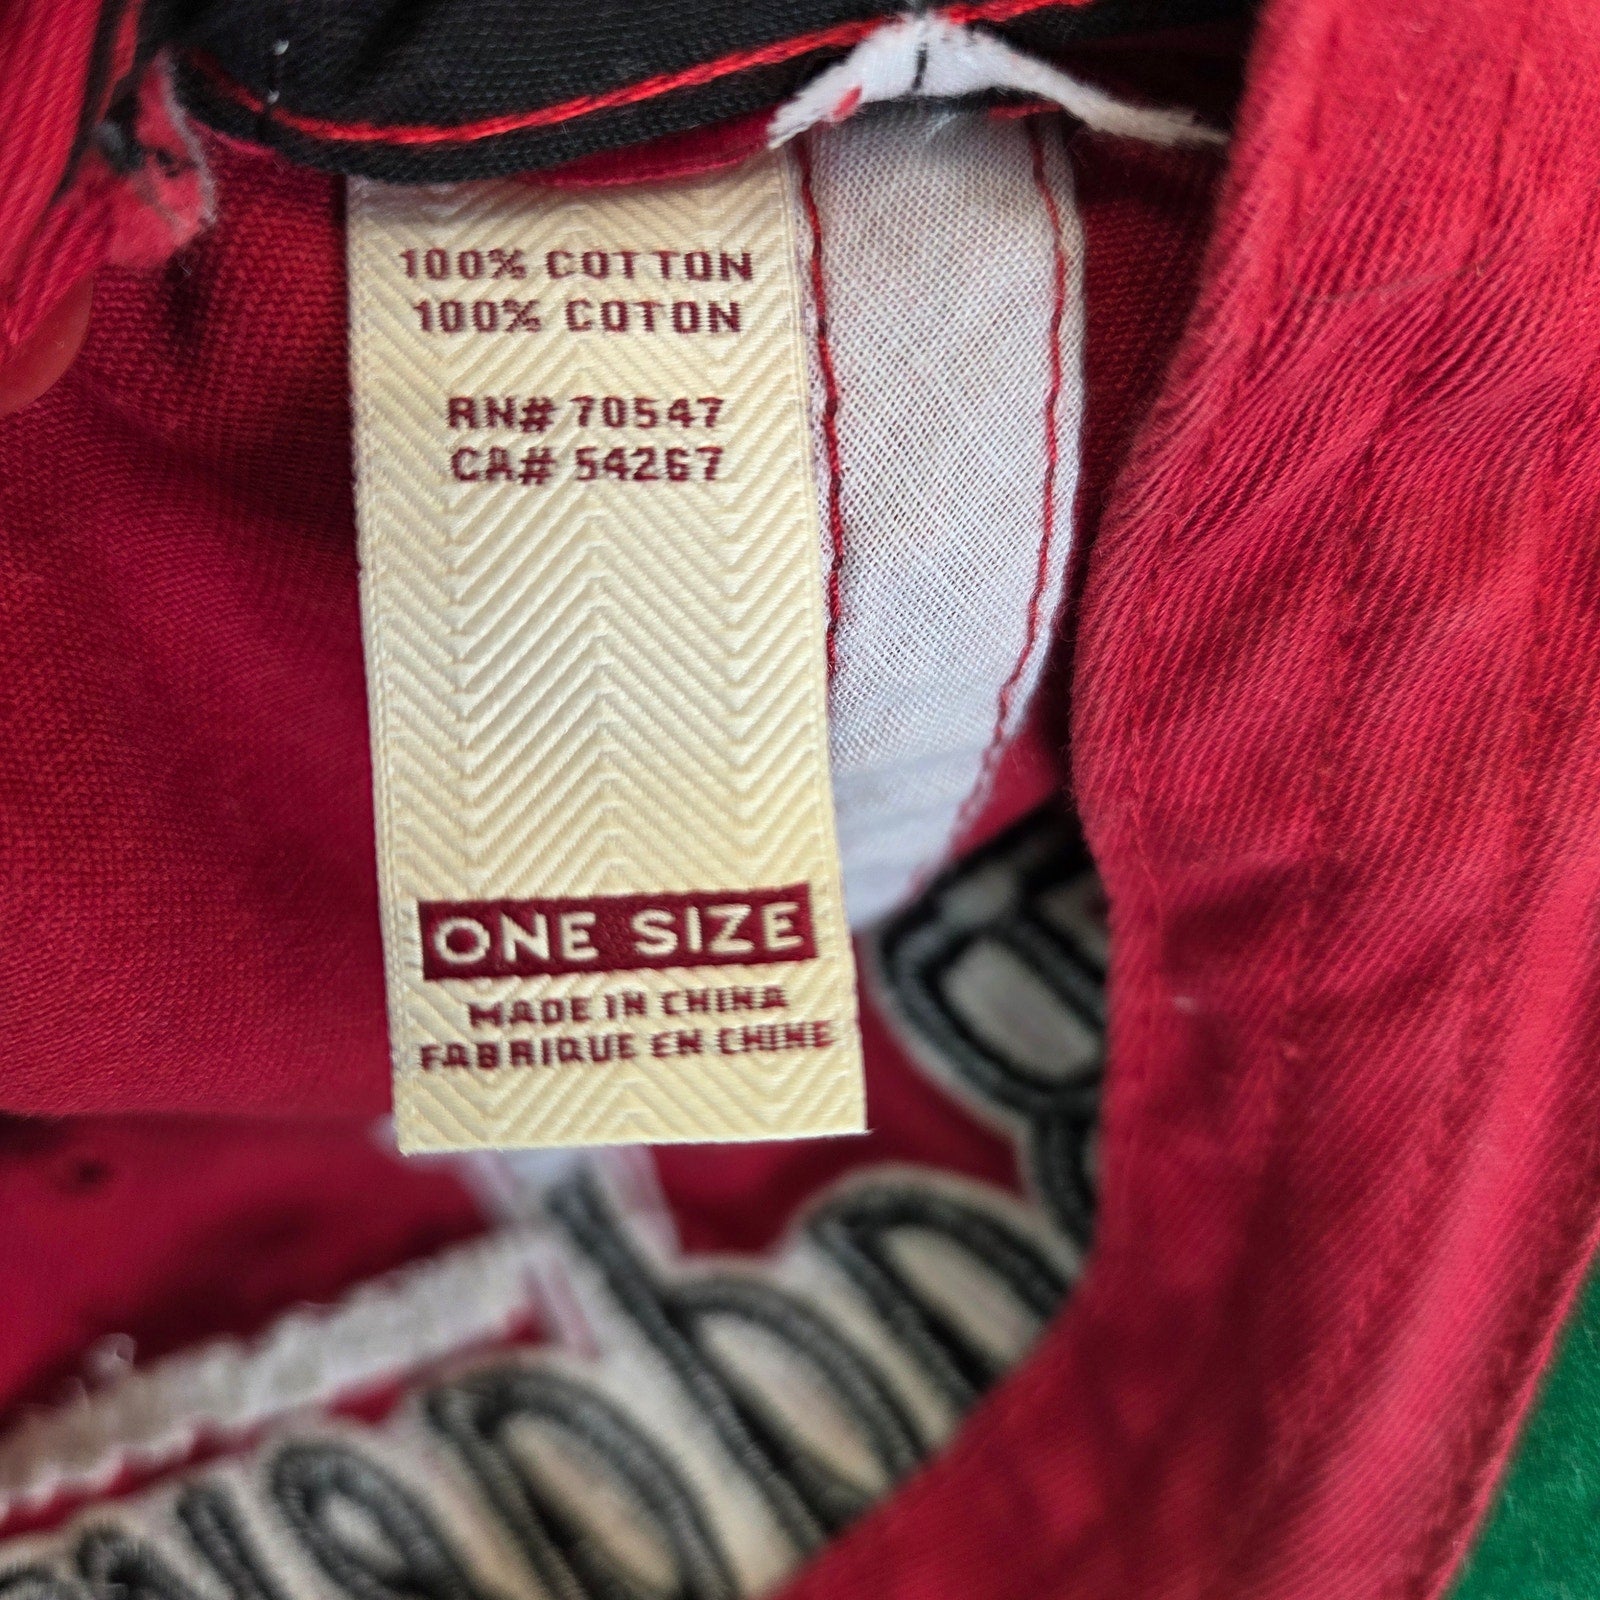 100% COTTON
100% COTON
RN# 70547
CA# 54267
ONE SIZE
MADE IN CHINA
FABRIQUE EN CHINE